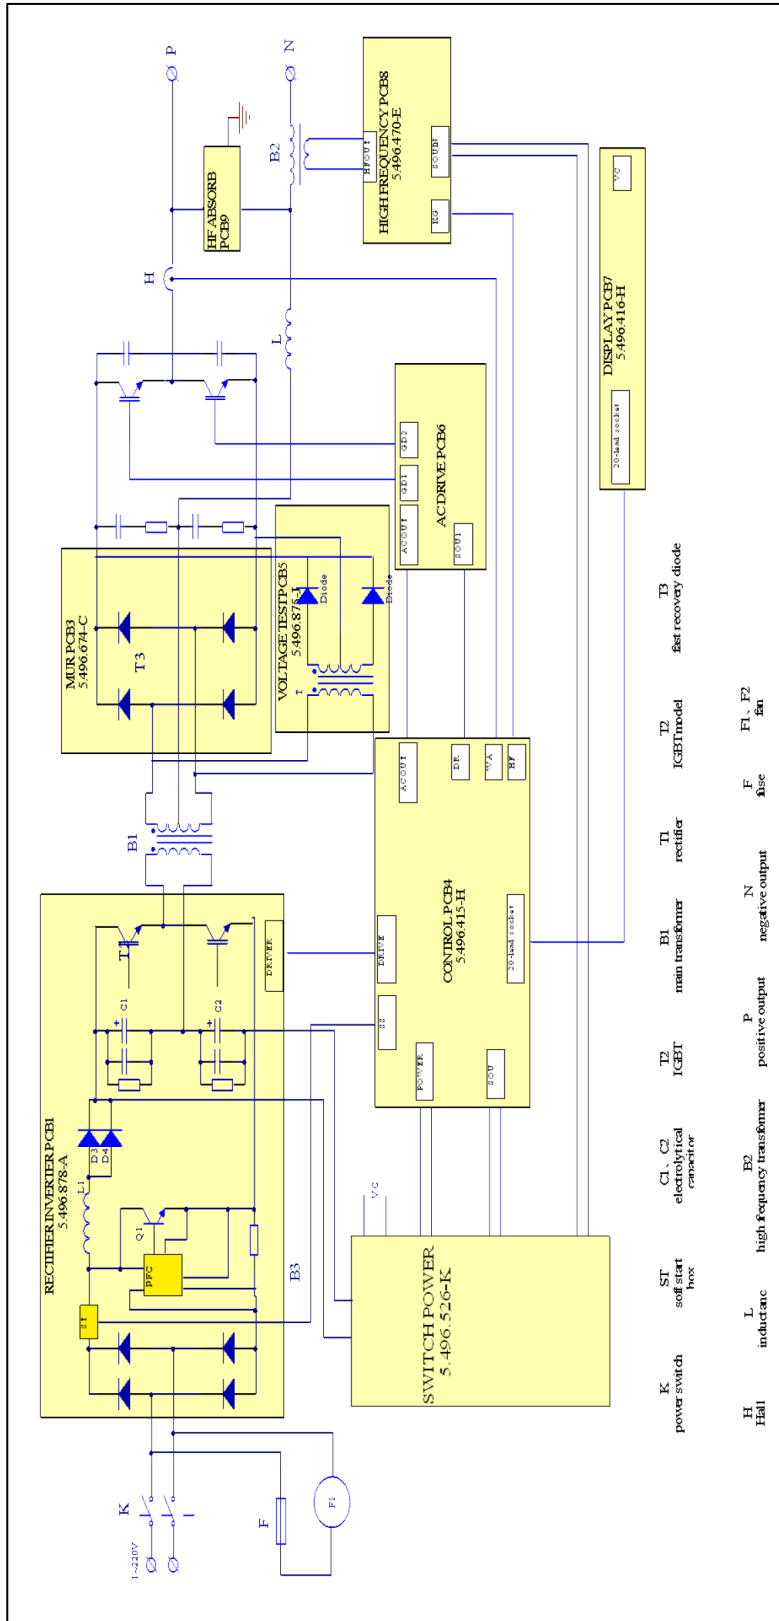 1~220V
K
F
F1
RECTIFIER INVERTER PCB1
5.496.878-A
ST
L1
D3
D4
PFC
Q1
C1
C2
T
DRIVER
B3
B1
MUR PCB3
5.496.674-C
T3
VOLTAGE TEST PCB5
T
Diode
Diode
H
L
HF ABSORB
PCB9
B2
P
N
HIGH FREQUENCY PCB8
5.496.470-E
HFOUT
KG
SOUDY
AC DRIVE PCB6
ACOUT
GD1
GD2
SOU1
CONTROL PCB4
5.496.415-H
SS
DRIVE
ACOUT
POWER
SOU
DR
WA
HF
20-lead socket
SWITCH POWER
5.496.526-K
VC
DISPLAY PCB7
5.496.416-H
20-lead socket
VC
K
power switch
ST
soff start
box
C1、C2
electrolytical
capacitor
T2
IGBT
B1
main transformer
T1
rectifier
T2
IGBT model
T3
fast recovery diode
H
Hall
L
inductanc
B2
high frequency transformer
P
positive output
N
negative output
F
fuse
F1、F2
fan